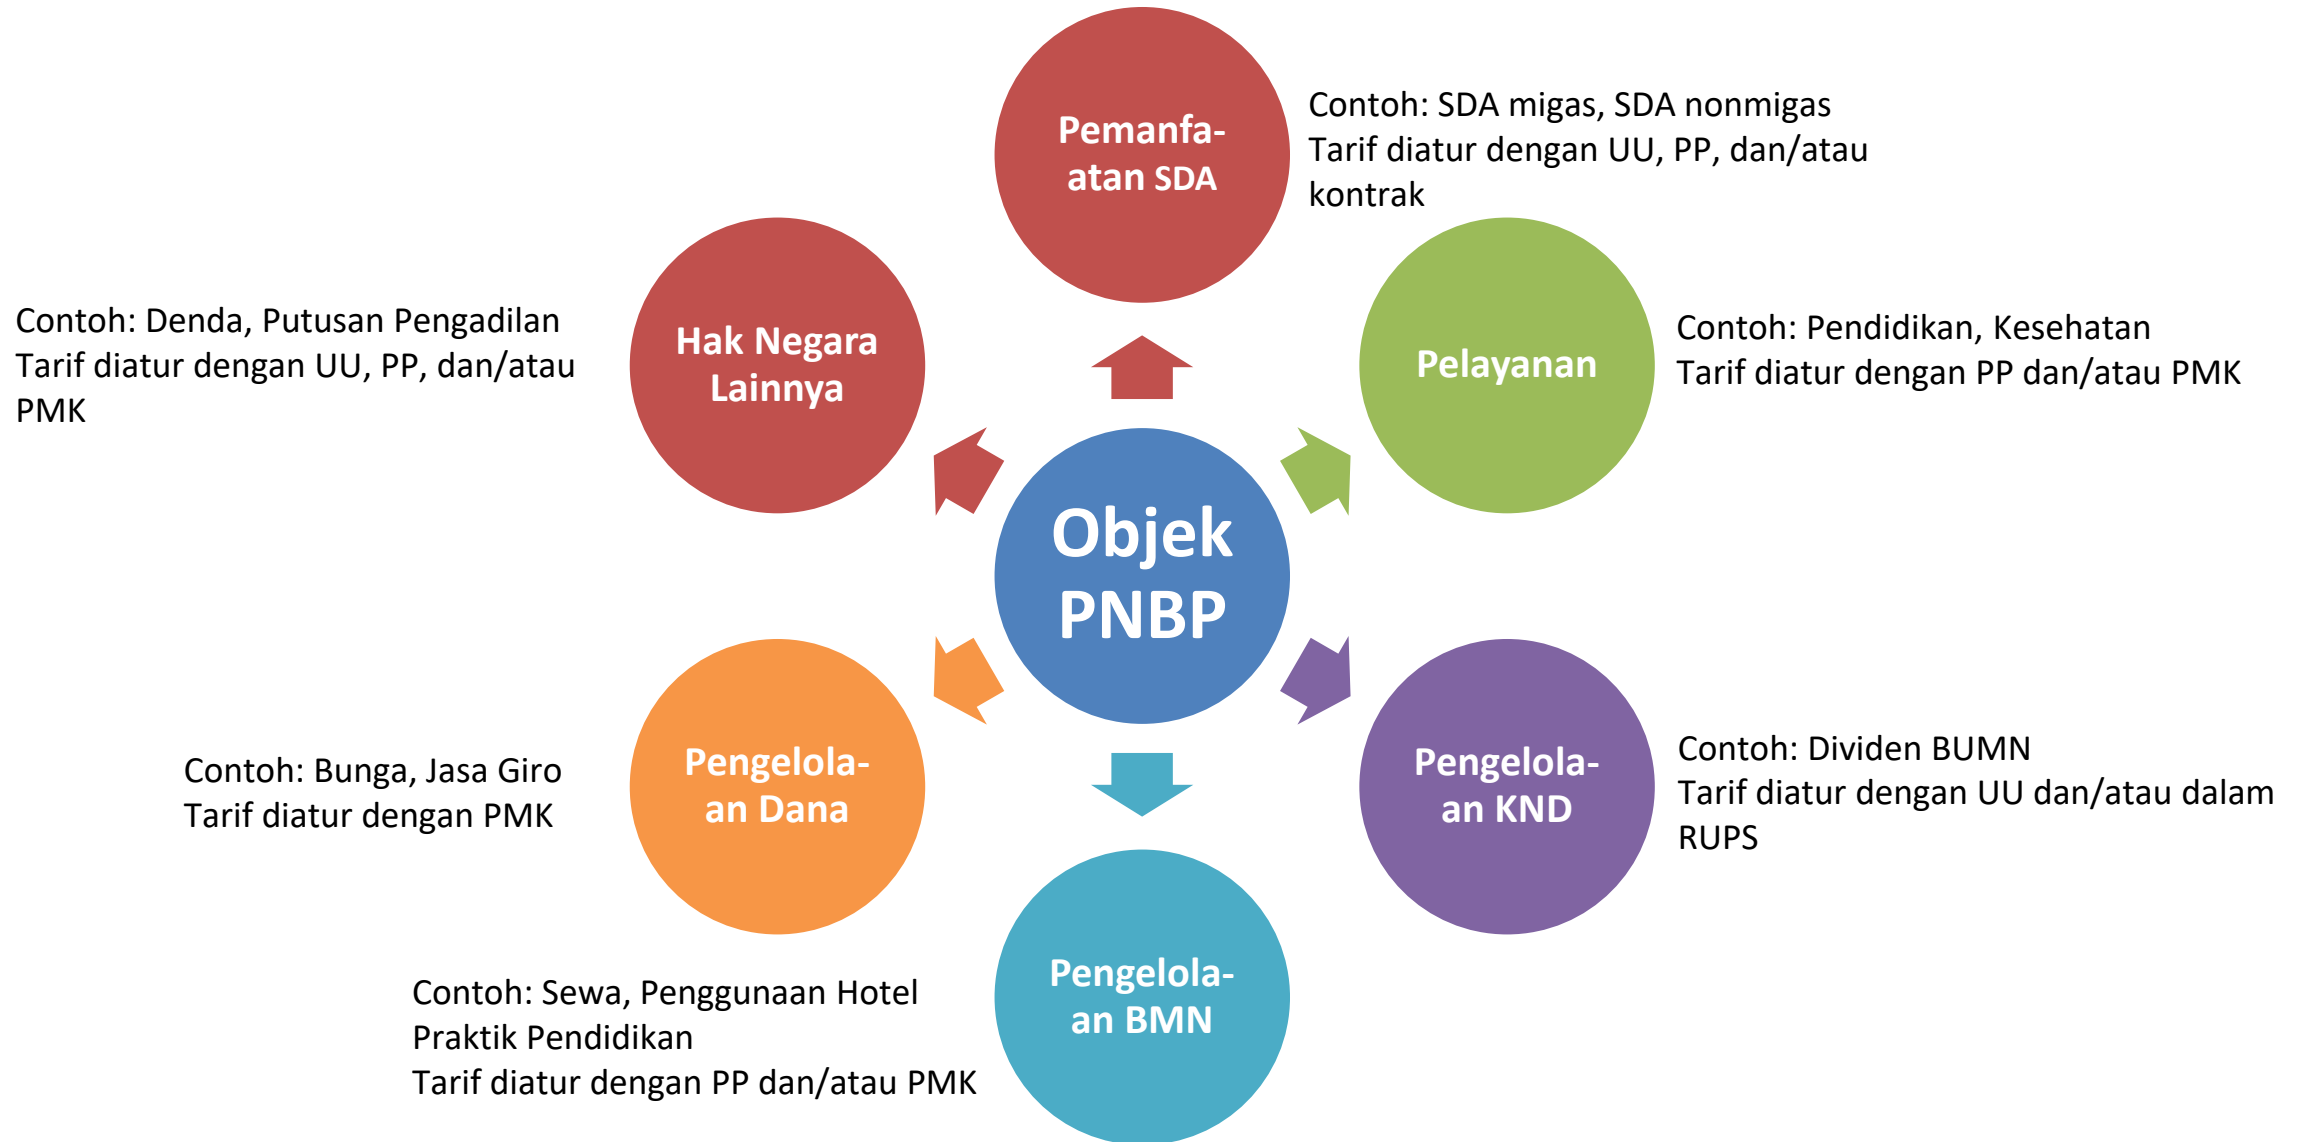 Pemanfa-
atan SDA
Contoh: SDA migas, SDA nonmigas
Tarif diatur dengan UU, PP, dan/atau
kontrak
Pelayanan
Contoh: Pendidikan, Kesehatan
Tarif diatur dengan PP dan/atau PMK
Pengelola-
an KND
Contoh: Dividen BUMN
Tarif diatur dengan UU dan/atau dalam
RUPS
Pengelola-
an BMN
Contoh: Sewa, Penggunaan Hotel
Praktik Pendidikan
Tarif diatur dengan PP dan/atau PMK
Pengelola-
an Dana
Contoh: Bunga, Jasa Giro
Tarif diatur dengan PMK
Hak Negara
Lainnya
Contoh: Denda, Putusan Pengadilan
Tarif diatur dengan UU, PP, dan/atau
PMK
Objek
PNBP